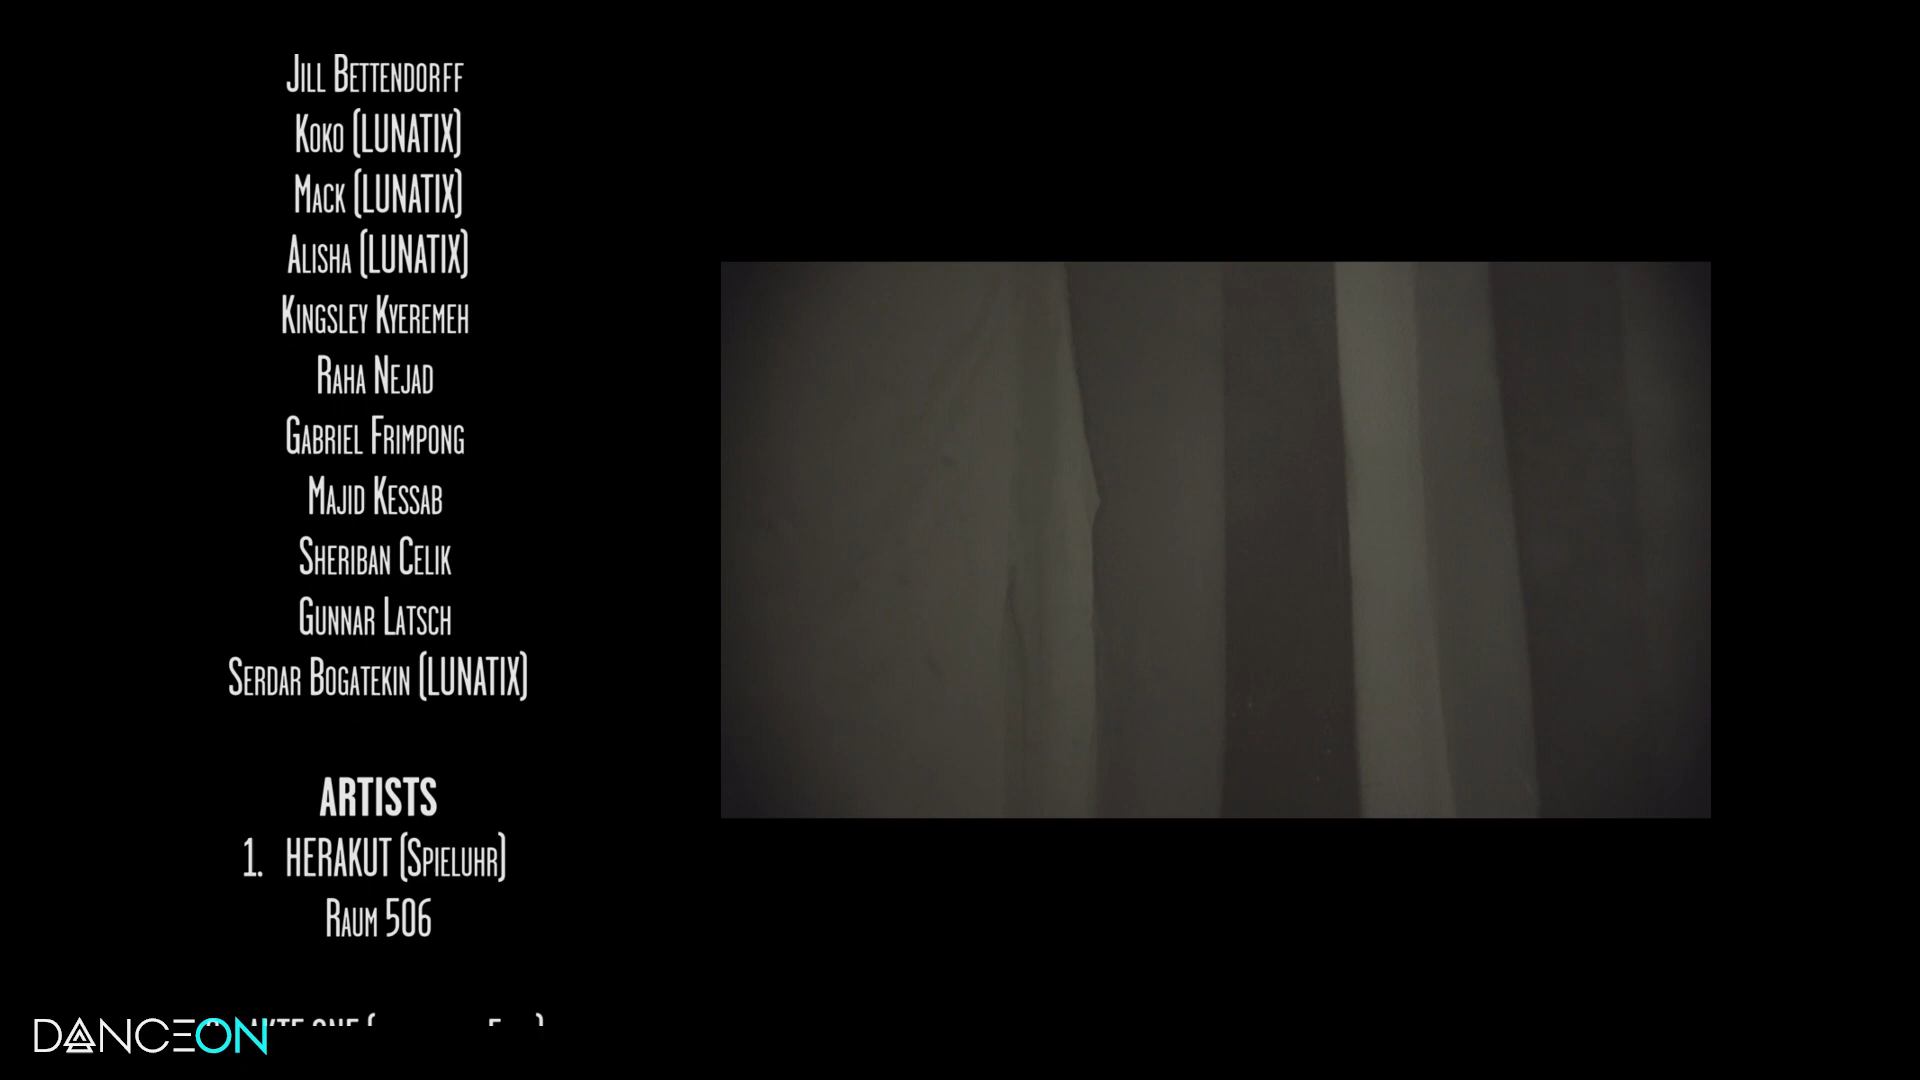 Jill Bettendorff
Koko (LUNATIX)
Mack (LUNATIX)
Alisha (LUNATIX)
Kingsley Kyeremeh
Raha Nejad
Gabriel Frimpong
Majid Kessab
Sheriban Celik
Gunnar Latsch
Serdar Bogatekin (LUNATIX)
ARTISTS
1. HERAKUT (Spieluhr)
Raum 506
DANCEON